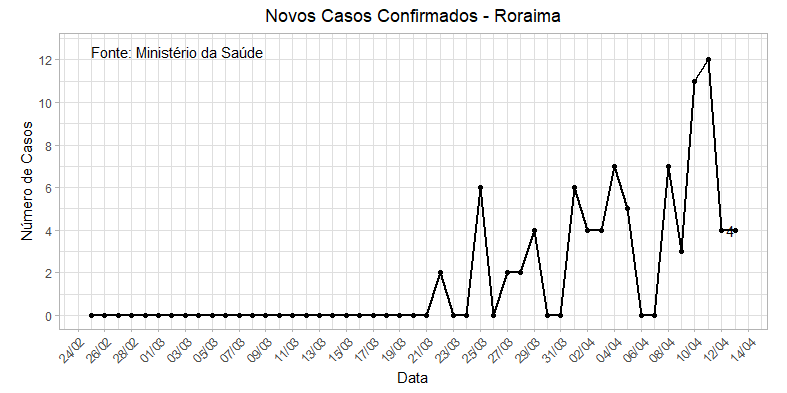 Novos Casos Confirmados - Roraima
Fonte: Ministério da Saúde
Número de Casos
12
10
8
6
4
2
0
4
24/02 26/02 28/02 01/03 03/03 05/03 07/03 09/03 11/03 13/03 15/03 17/03 19/03 21/03 23/03 25/03 27/03 29/03 31/03 02/04 04/04 06/04 08/04 10/04 12/04 14/04
Data